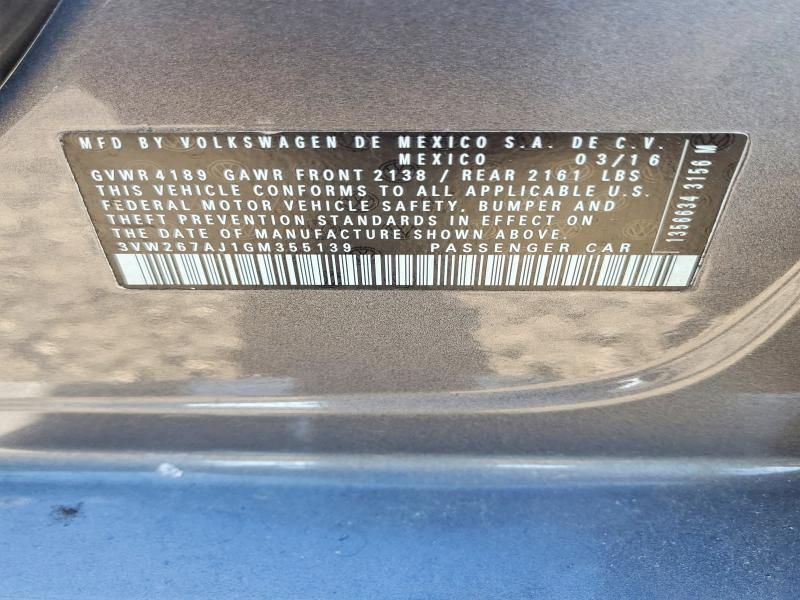 MFD BY VOLKSWAGEN DE MEXICO S.A. DE C.V.
MEXICO 03/16
GVWR 4189 GAWR FRONT 2138 / REAR 2161 LBS
THIS VEHICLE CONFORMS TO ALL APPLICABLE U.S.
FEDERAL MOTOR VEHICLE SAFETY, BUMPER AND
THEFT PREVENTION STANDARDS IN EFFECT ON
THE DATE OF MANUFACTURE SHOWN ABOVE.
3VW267AJ1GM355139 PASSENGER CAR
1356634 3156 M